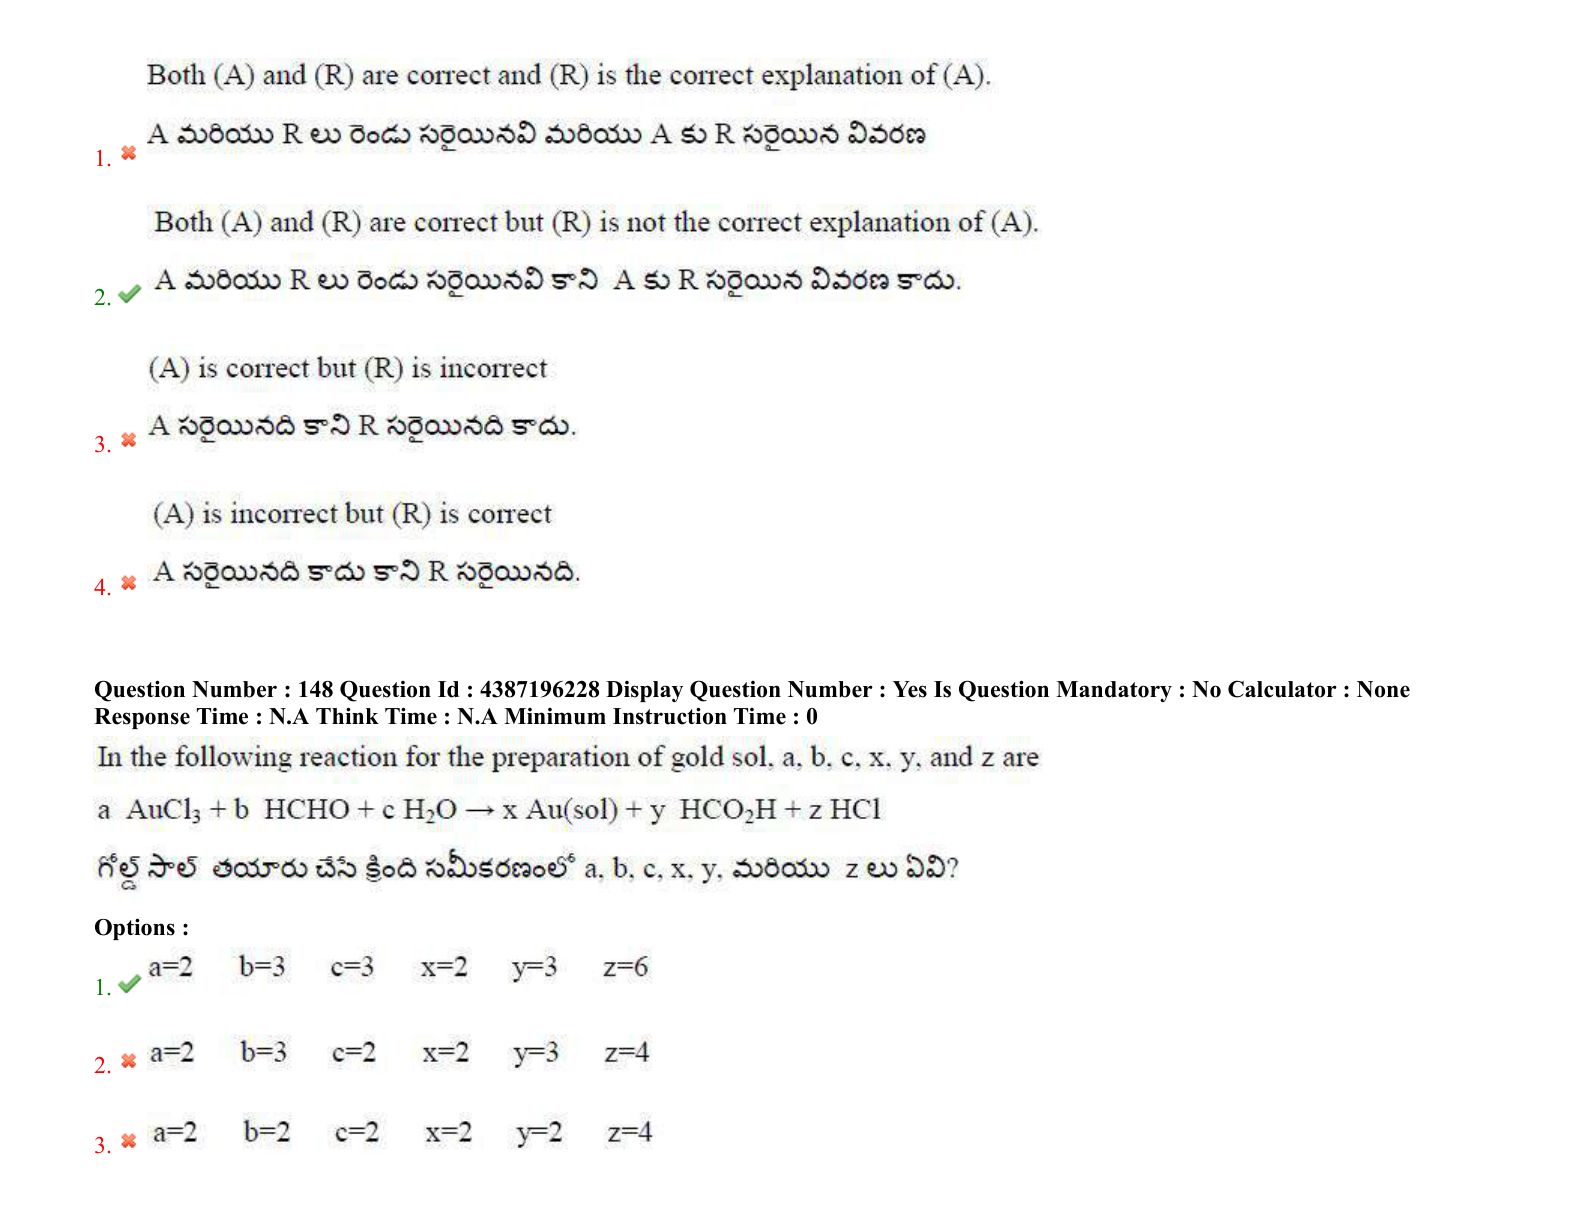 Both (A) and (R) are correct and (R) is the correct explanation of (A).
A మరియు R లు రెండు సరైయినవి మరియు A కు R సరైయిన వివరణ
1.
Both (A) and (R) are correct but (R) is not the correct explanation of (A).
A మరియు R లు రెండు సరైయినవి కాని A కు R సరైయిన వివరణ కాదు.
2.
(A) is correct but (R) is incorrect
A సరైయినది కాని R సరైయినది కాదు.
3.
(A) is incorrect but (R) is correct
A సరైయినది కాదు కాని R సరైయినది.
4.
Question Number : 148 Question Id : 4387196228 Display Question Number : Yes Is Question Mandatory : No Calculator : None
Response Time : N.A Think Time : N.A Minimum Instruction Time : 0
In the following reaction for the preparation of gold sol, a, b, c, x, y, and z are
a AuCl₃ + b HCHO + c H₂O → x Au(sol) + y HCO₂H + z HCl
గోల్డ్ సాల్ తయారు చేసే క్రింది సమీకరణంలో a, b, c, x, y, మరియు z లు ఏవి?
Options :
1. a=2 b=3 c=3 x=2 y=3 z=6
2. a=2 b=3 c=2 x=2 y=3 z=4
3. a=2 b=2 c=2 x=2 y=2 z=4